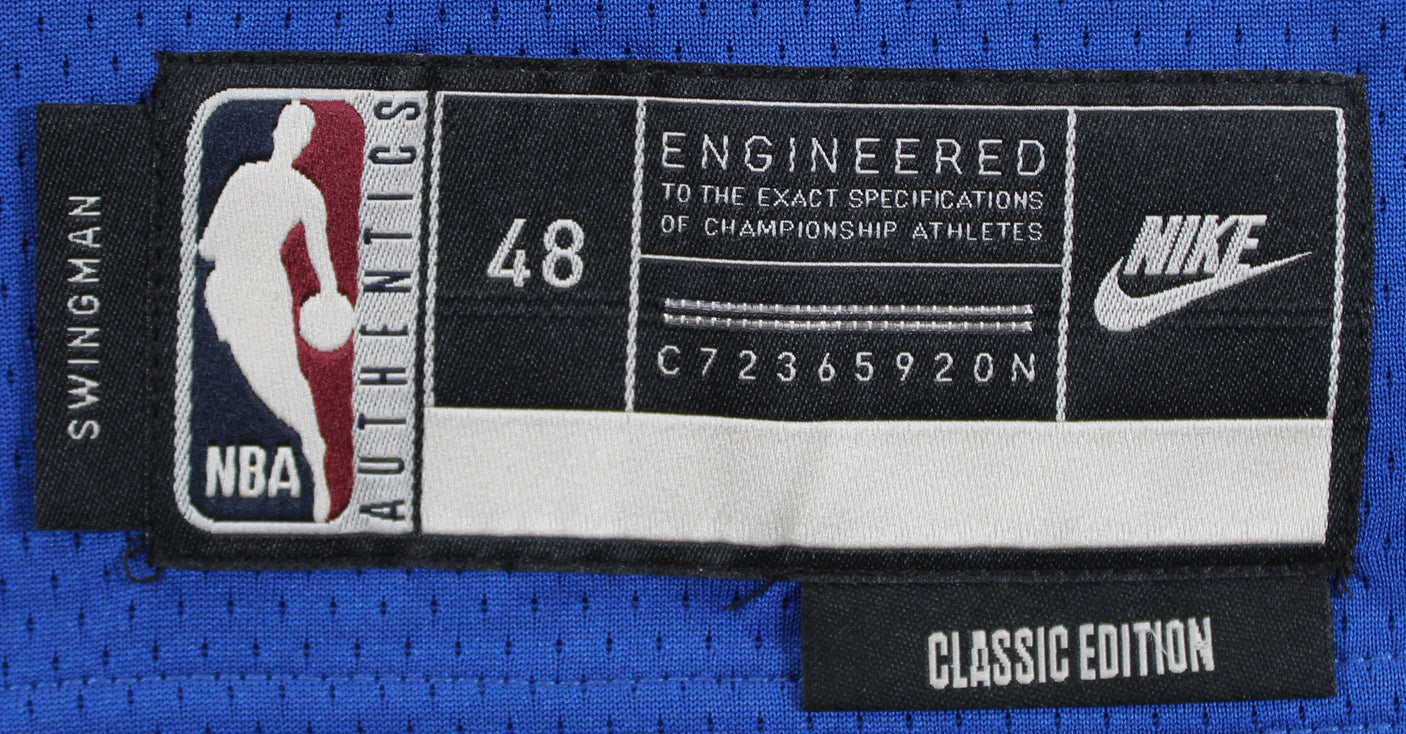 SWINGMAN
NBA
AUTHENTICS
48
ENGINEERED
TO THE EXACT SPECIFICATIONS
OF CHAMPIONSHIP ATHLETES
C72365920N
NIKE
CLASSIC EDITION